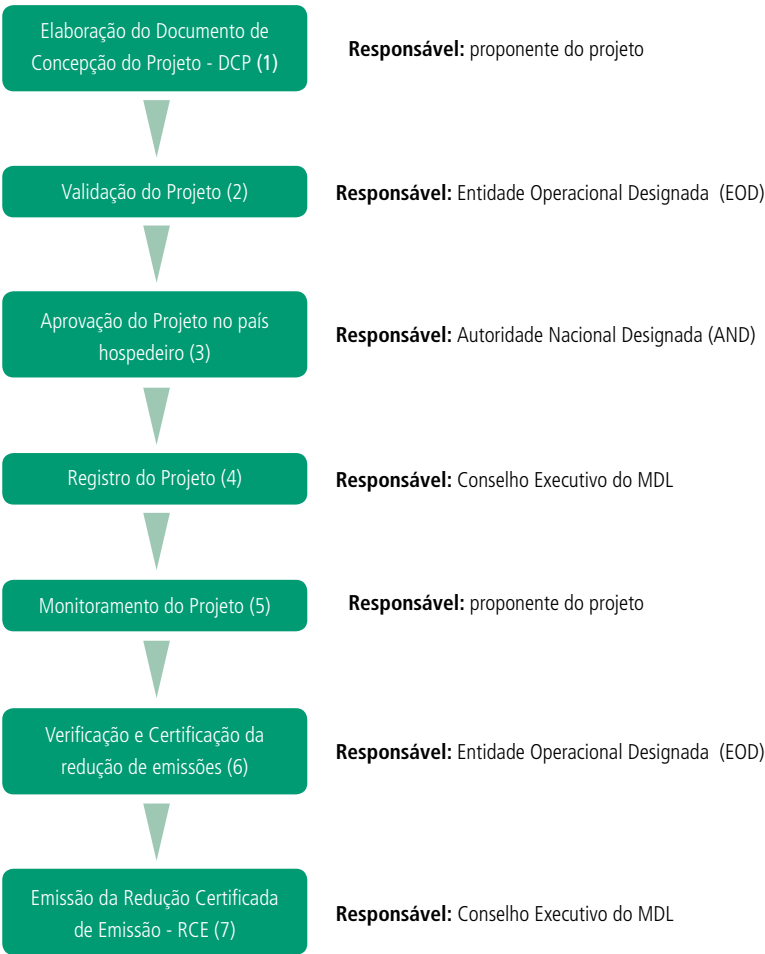 Elaboração do Documento de
Concepção do Projeto - DCP (1)
Responsável: proponente do projeto
Validação do Projeto (2)
Responsável: Entidade Operacional Designada (EOD)
Aprovação do Projeto no país
hospedeiro (3)
Responsável: Autoridade Nacional Designada (AND)
Registro do Projeto (4)
Responsável: Conselho Executivo do MDL
Monitoramento do Projeto (5)
Responsável: proponente do projeto
Verificação e Certificação da
redução de emissões (6)
Responsável: Entidade Operacional Designada (EOD)
Emissão da Redução Certificada
de Emissão - RCE (7)
Responsável: Conselho Executivo do MDL